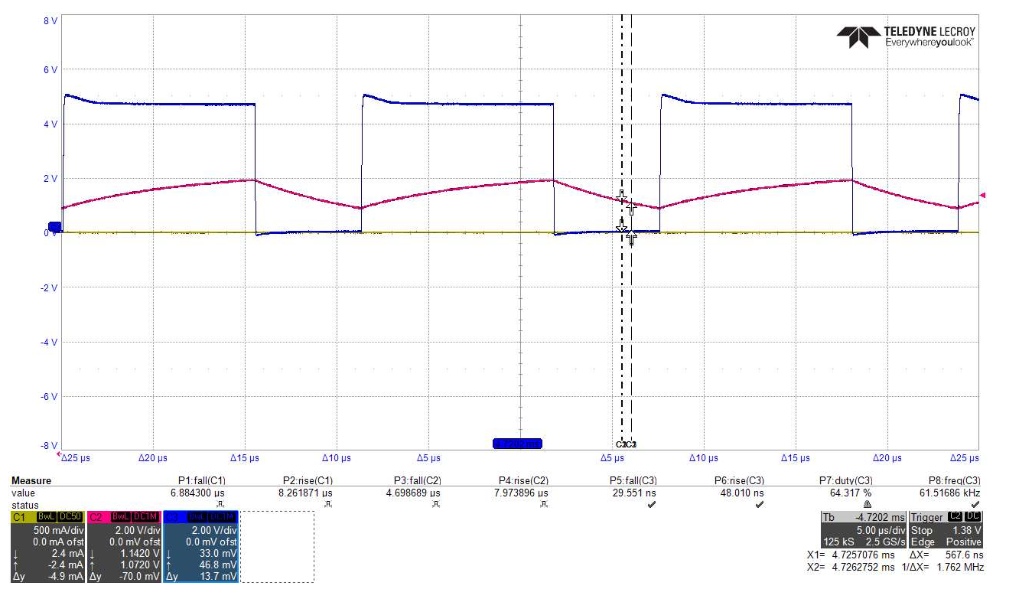 8 V
TELEDYNE LECROY
Everywhereyoulook™
6 V
4 V
2 V
0 V
-2 V
-4 V
-6 V
-8 V
C3
Δ25 µs Δ20 µs Δ15 µs Δ10 µs Δ5 µs Δ5 µs Δ10 µs Δ15 µs Δ20 µs Δ25 µs
Measure P1:fall(C1) P2:rise(C1) P3:fall(C2) P4:rise(C2) P5:fall(C3) P6:rise(C3) P7:duty(C3) P8:freq(C3)
value 6.884300 µs 8.261871 µs 4.698689 µs 7.973896 µs 29.551 ns 48.010 ns 64.317 % 61.51686 kHz
status
C1 BwL DC50 C2 BwL DC1M
500 mA/div 2.00 V/div 2.00 V/div
0.0 mA ofst 0.0 mV ofst 0.0 mV ofst
↓ 2.4 mA ↓ 1.1420 V ↓ 33.0 mV
↑ -2.4 mA ↑ 1.0720 V ↑ 46.8 mV
Δy -4.9 mA Δy -70.0 mV Δy 13.7 mV
Tb -4.7202 ms Trigger C2 DC
5.00 µs/div Stop 1.38 V
125 kS 2.5 GS/s Edge Positive
X1= 4.7257076 ms ΔX= 567.6 ns
X2= 4.7262752 ms 1/ΔX= 1.762 MHz